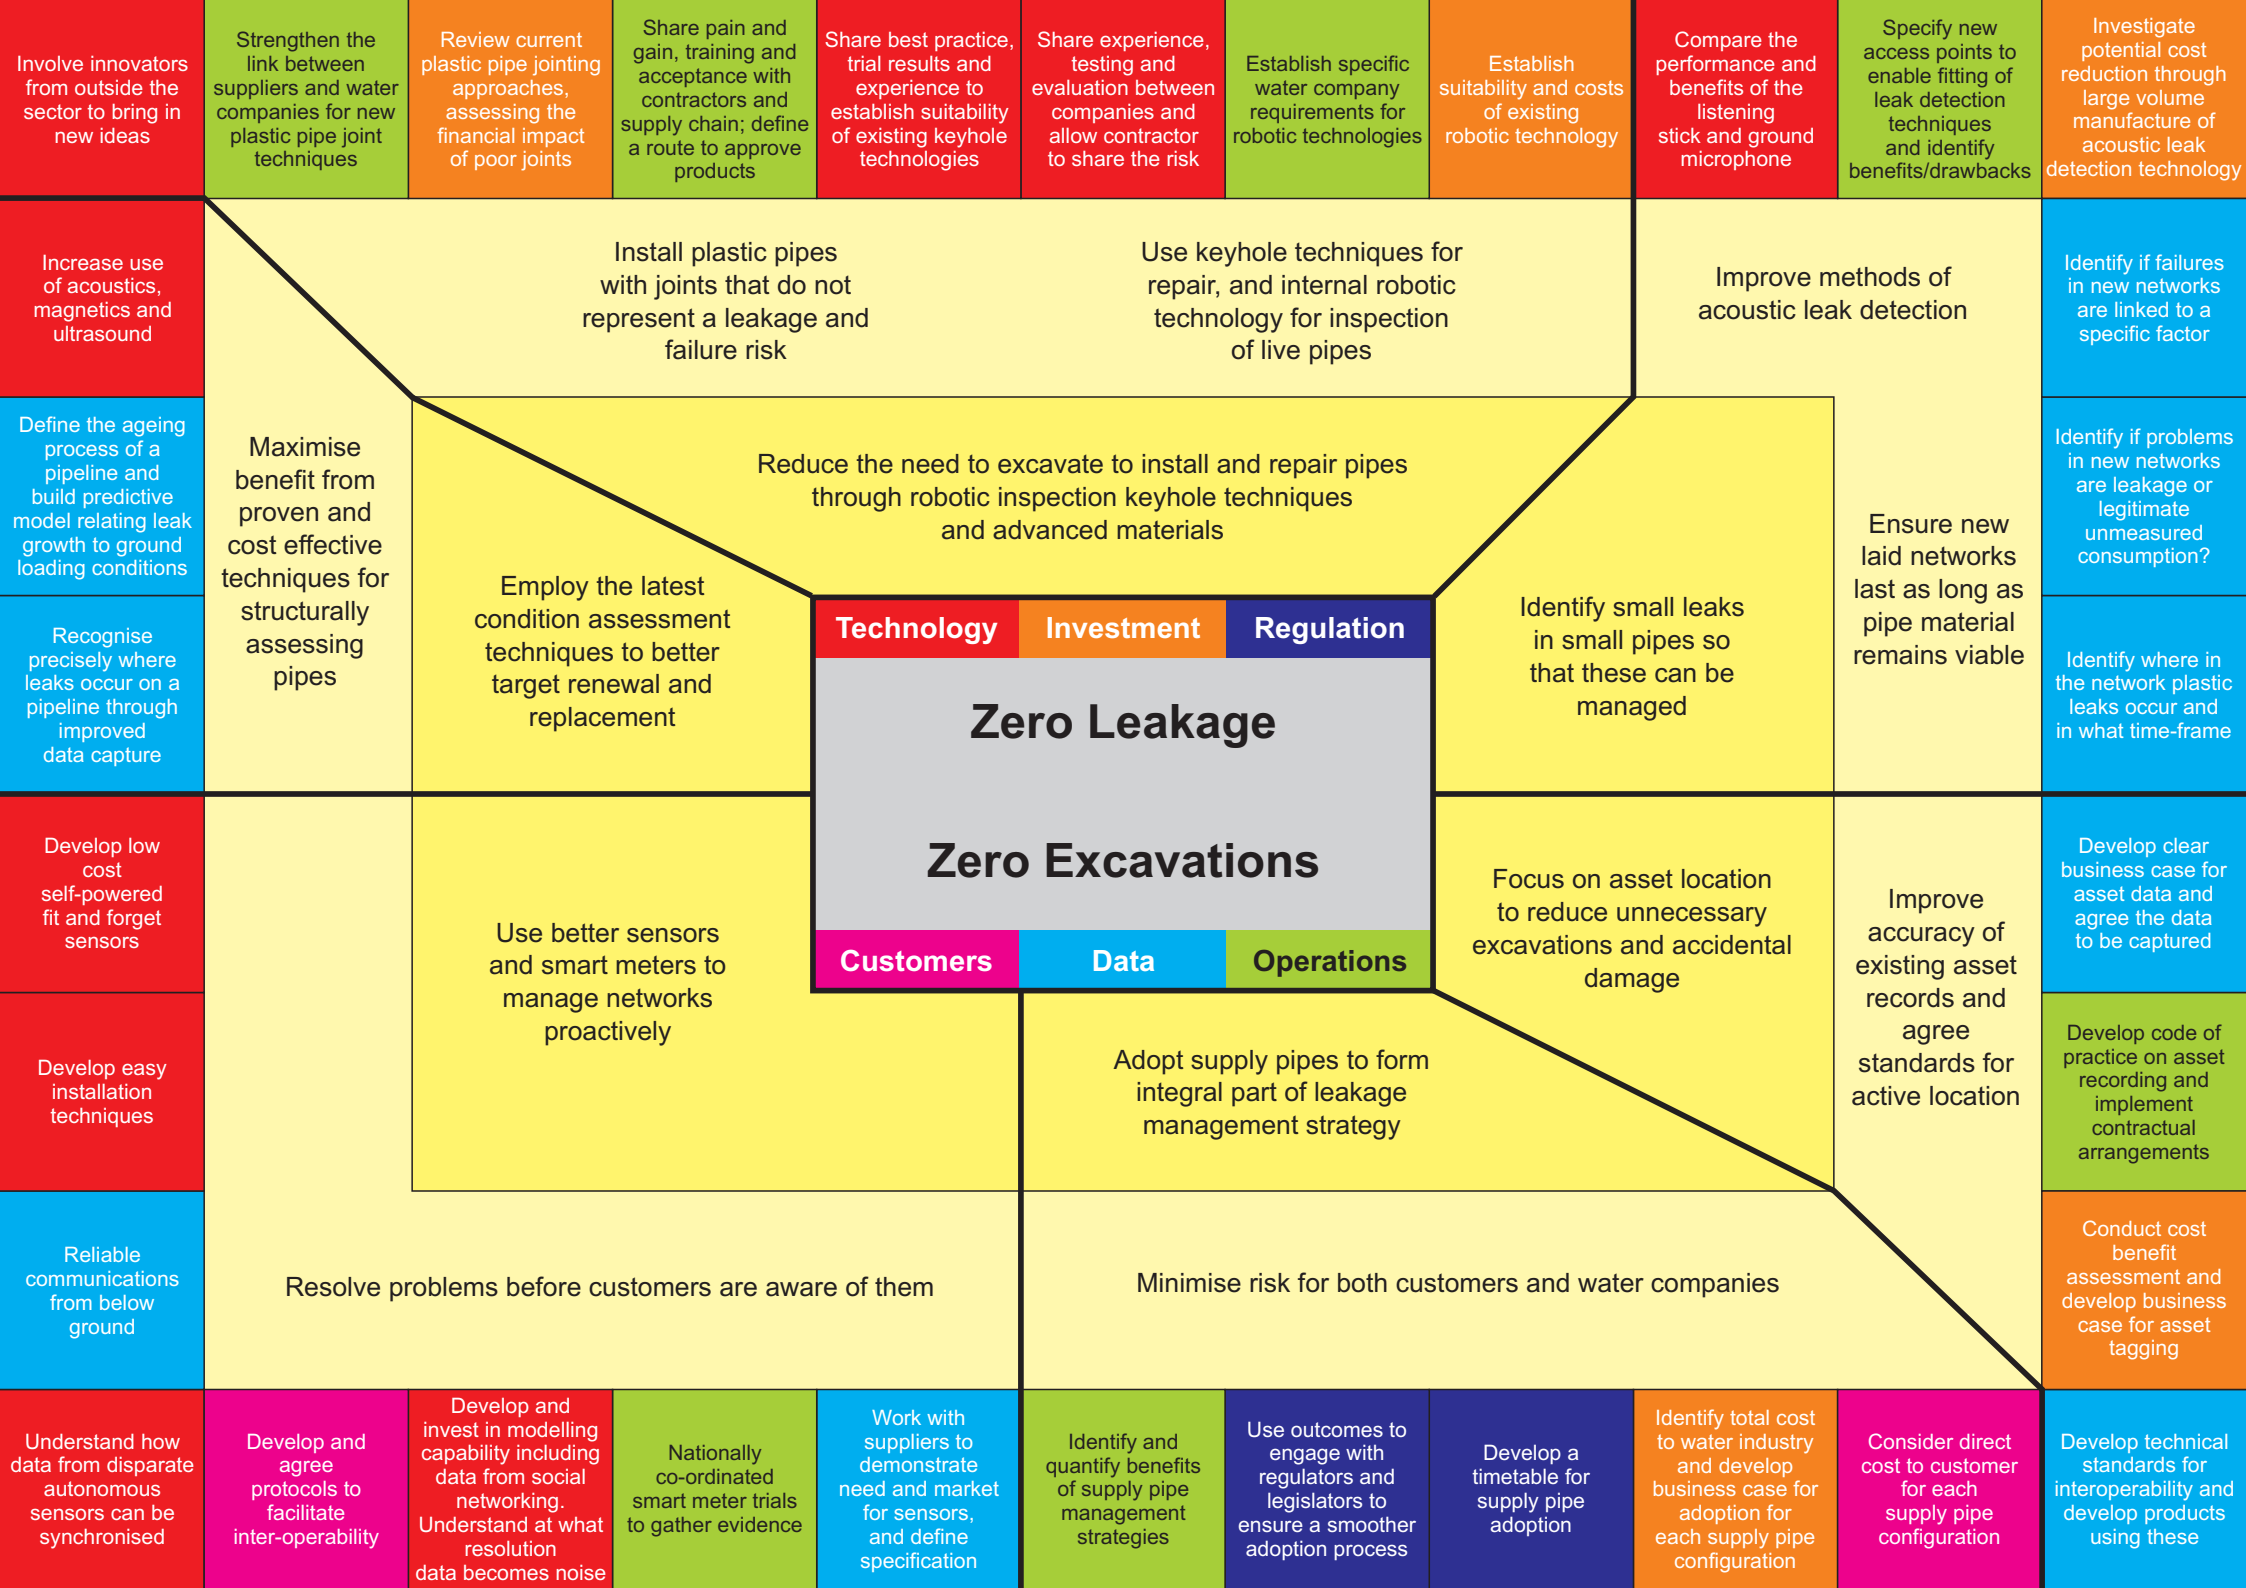 Involve innovators
from outside the
sector to bring in
new ideas
Strengthen the
link between
suppliers and water
companies for new
plastic pipe joint
techniques
Review current
plastic pipe jointing
approaches,
assessing the
financial impact
of poor joints
Share pain and
gain, training and
acceptance with
contractors and
supply chain; define
a route to approve
products
Share best practice,
trial results and
experience to
establish suitability
of existing keyhole
technologies
Share experience,
testing and
evaluation between
companies and
allow contractor
to share the risk
Establish specific
water company
requirements for
robotic technologies
Establish
suitability and costs
of existing
robotic technology
Compare the
performance and
benefits of the
listening
stick and ground
microphone
Specify new
access points to
enable fitting of
leak detection
techniques
and identify
benefits/drawbacks
Investigate
potential cost
reduction through
large volume
manufacture of
acoustic leak
detection technology
Increase use
of acoustics,
magnetics and
ultrasound
Install plastic pipes
with joints that do not
represent a leakage and
failure risk
Use keyhole techniques for
repair, and internal robotic
technology for inspection
of live pipes
Improve methods of
acoustic leak detection
Identify if failures
in new networks
are linked to a
specific factor
Define the ageing
process of a
pipeline and
build predictive
model relating leak
growth to ground
loading conditions
Maximise
benefit from
proven and
cost effective
techniques for
structurally
assessing
pipes
Reduce the need to excavate to install and repair pipes
through robotic inspection keyhole techniques
and advanced materials
Ensure new
laid networks
last as long as
pipe material
remains viable
Identify if problems
in new networks
are leakage or
legitimate
unmeasured
consumption?
Recognise
precisely where
leaks occur on a
pipeline through
improved
data capture
Employ the latest
condition assessment
techniques to better
target renewal and
replacement
Technology Investment Regulation
Zero Leakage
Zero Excavations
Customers Data Operations
Identify small leaks
in small pipes so
that these can be
managed
Identify where in
the network plastic
leaks occur and
in what time-frame
Develop low
cost
self-powered
fit and forget
sensors
Use better sensors
and smart meters to
manage networks
proactively
Focus on asset location
to reduce unnecessary
excavations and accidental
damage
Improve
accuracy of
existing asset
records and
agree
standards for
active location
Develop clear
business case for
asset data and
agree the data
to be captured
Develop easy
installation
techniques
Adopt supply pipes to form
integral part of leakage
management strategy
Develop code of
practice on asset
recording and
implement
contractual
arrangements
Reliable
communications
from below
ground
Resolve problems before customers are aware of them
Minimise risk for both customers and water companies
Conduct cost
benefit
assessment and
develop business
case for asset
tagging
Understand how
data from disparate
autonomous
sensors can be
synchronised
Develop and
agree
protocols to
facilitate
inter-operability
Develop and
invest in modelling
capability including
data from social
networking.
Understand at what
resolution
data becomes noise
Nationally
co-ordinated
smart meter trials
to gather evidence
Work with
suppliers to
demonstrate
need and market
for sensors,
and define
specification
Identify and
quantify benefits
of supply pipe
management
strategies
Use outcomes to
engage with
regulators and
legislators to
ensure a smoother
adoption process
Develop a
timetable for
supply pipe
adoption
Identify total cost
to water industry
and develop
business case for
adoption for
each supply pipe
configuration
Consider direct
cost to customer
for each
supply pipe
configuration
Develop technical
standards for
interoperability and
develop products
using these